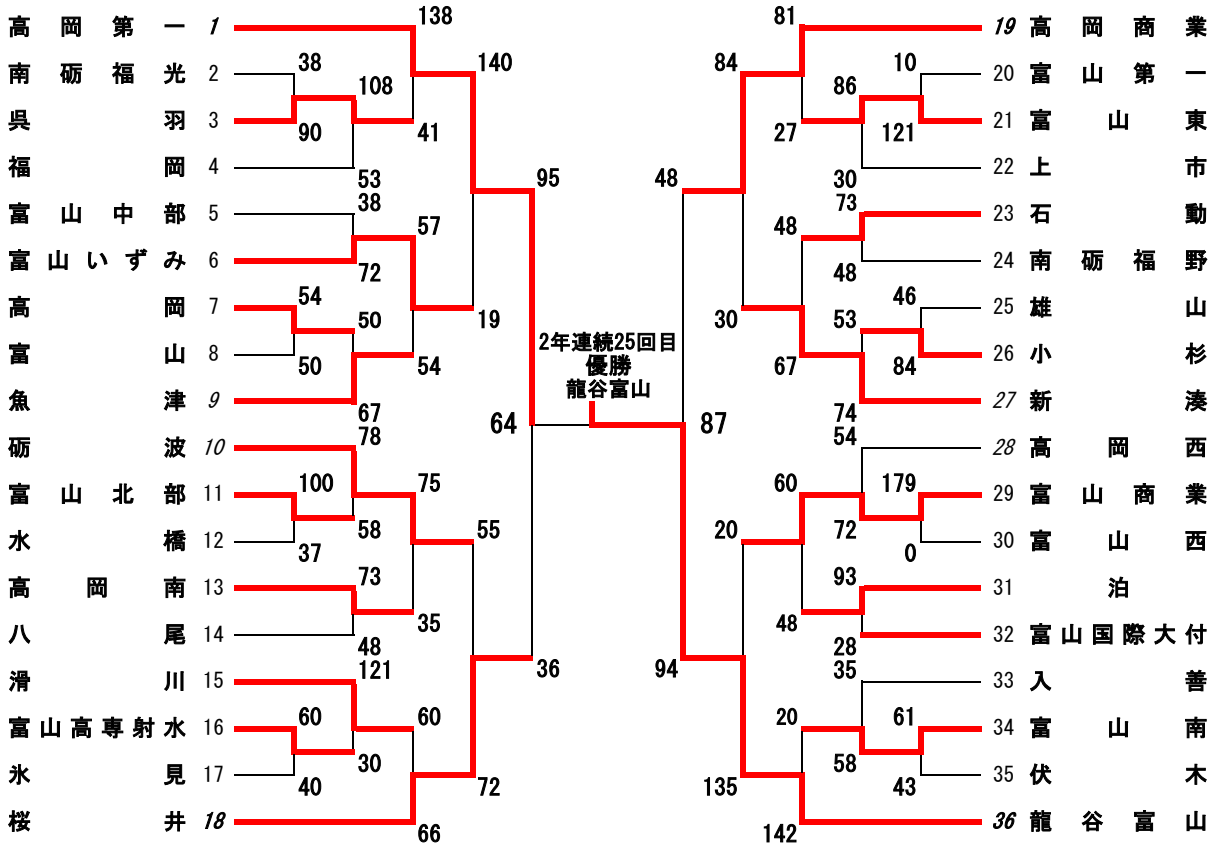 高岡第一 1 138 81 19 高岡商業
南砺福光 2 38 108 140 84 86 10 20 富山第一
呉羽 3 90 41 27 121 21 富山東
福岡 4 53 95 48 30 22 上市
富山中部 5 38 57 48 73 23 石動
富山いずみ 6 72 48 24 南砺福野
高岡 7 54 50 19 30 53 46 25 雄山
富山 8 50 54 67 84 26 小杉
2年連続25回目
優勝
龍谷富山
魚津 9 67 64 87 74 27 新湊
砺波 10 78 54 28 高岡西
富山北部 11 100 75 60 179 29 富山商業
水橋 12 37 58 55 20 72 0 30 富山西
高岡南 13 73 35 48 93 31 泊
八尾 14 48 28 32 富山国際大付
滑川 15 121 36 94 35 33 入善
富山高専射水 16 60 60 20 61 34 富山南
氷見 17 40 30 72 135 58 43 35 伏木
桜井 18 66 142 36 龍谷富山